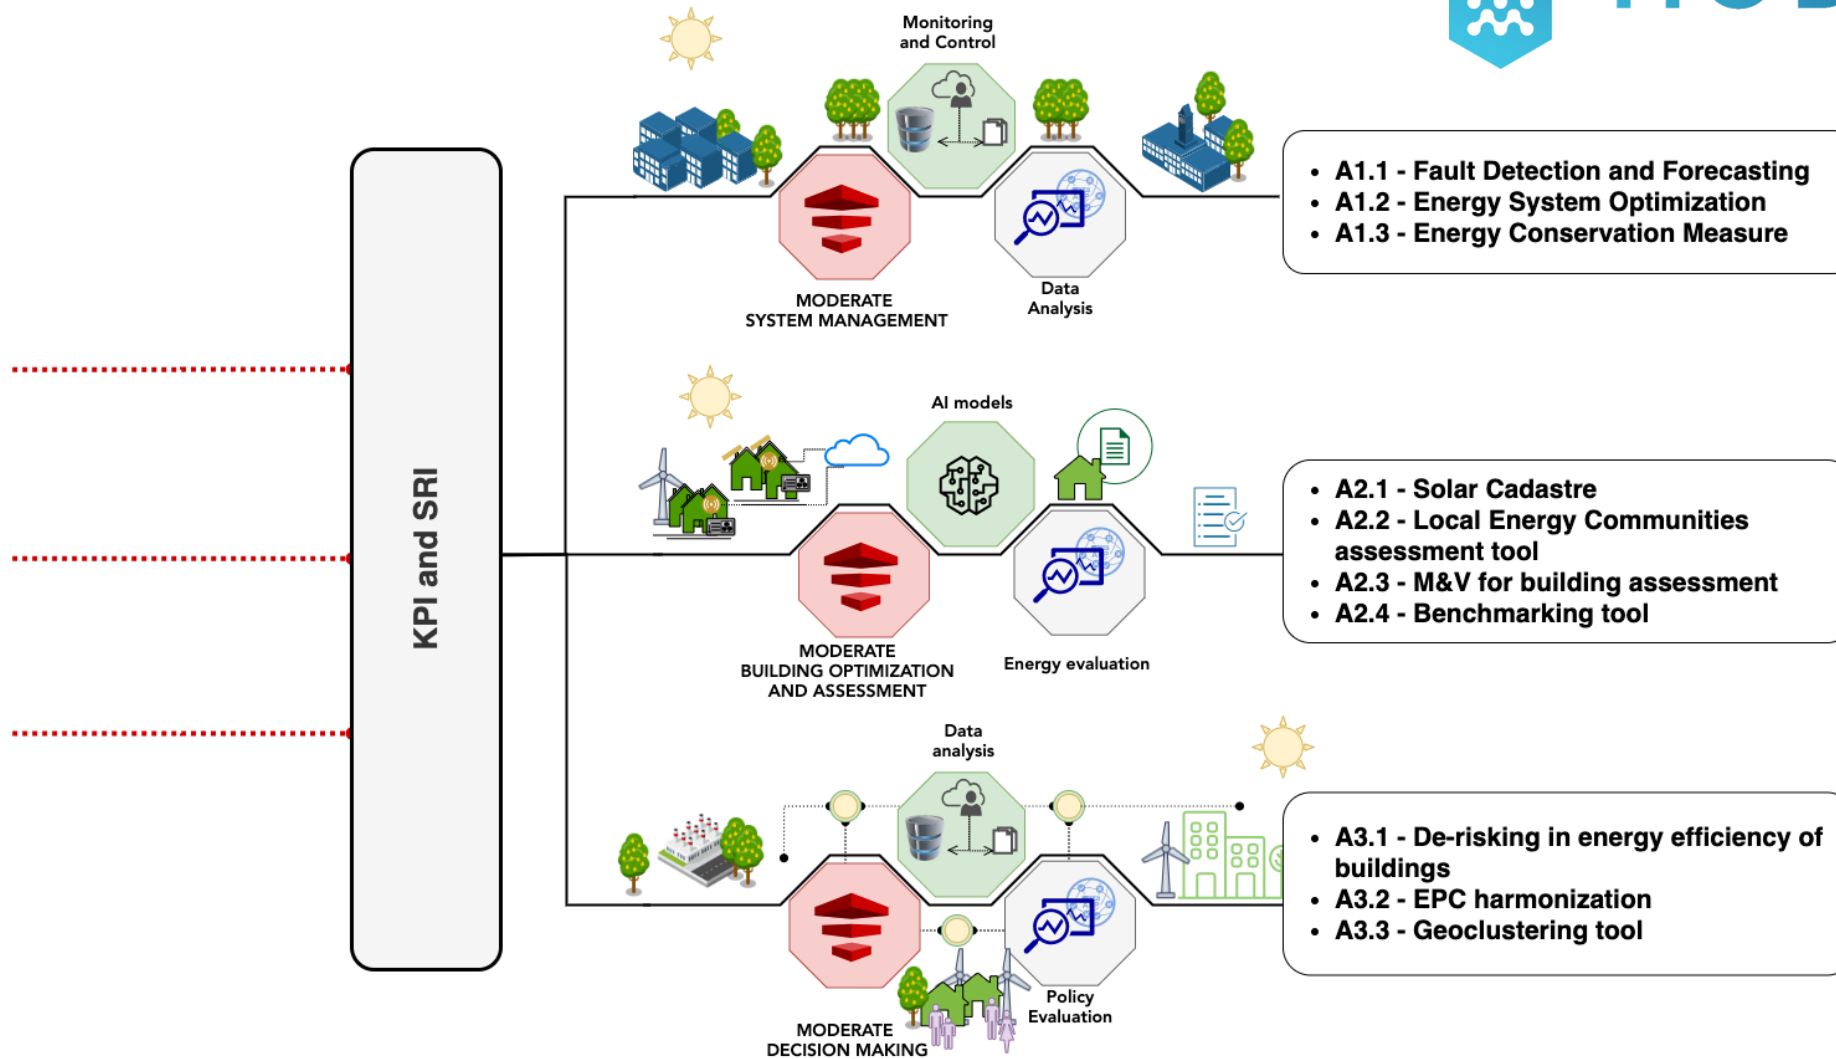 Monitoring
and Control
MODERATE
SYSTEM MANAGEMENT
Data
Analysis
• A1.1 - Fault Detection and Forecasting
• A1.2 - Energy System Optimization
• A1.3 - Energy Conservation Measure
KPI and SRI
AI models
MODERATE
BUILDING OPTIMIZATION
AND ASSESSMENT
Energy evaluation
• A2.1 - Solar Cadastre
• A2.2 - Local Energy Communities
assessment tool
• A2.3 - M&V for building assessment
• A2.4 - Benchmarking tool
Data
analysis
MODERATE
DECISION MAKING
Policy
Evaluation
• A3.1 - De-risking in energy efficiency of
buildings
• A3.2 - EPC harmonization
• A3.3 - Geoclustering tool